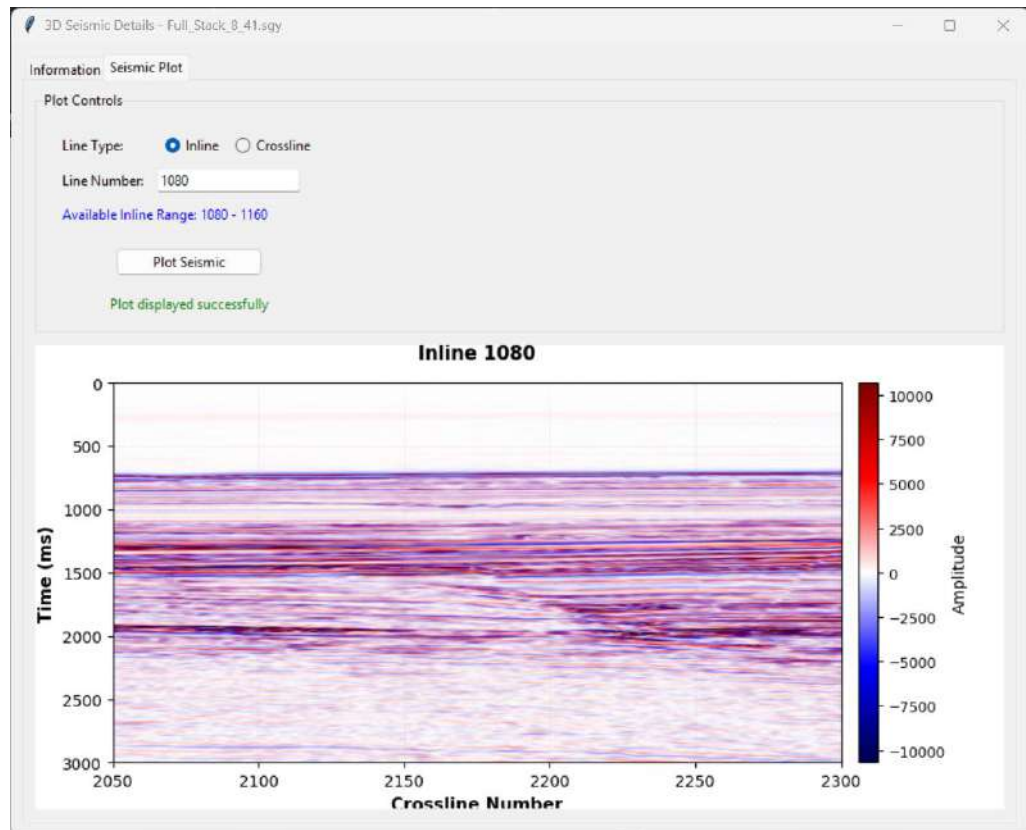 3D Seismic Details - Full_Stack_8_41.sgy
Information Seismic Plot
Plot Controls
Line Type: Inline Crossline
Line Number: 1080
Available Inline Range: 1080 - 1160
Plot Seismic
Plot displayed successfully
Inline 1080
0
500
1000
1500
2000
2500
3000
Time (ms)
2050 2100 2150 2200 2250 2300
Crossline Number
10000
7500
5000
2500
0
−2500
−5000
−7500
−10000
Amplitude